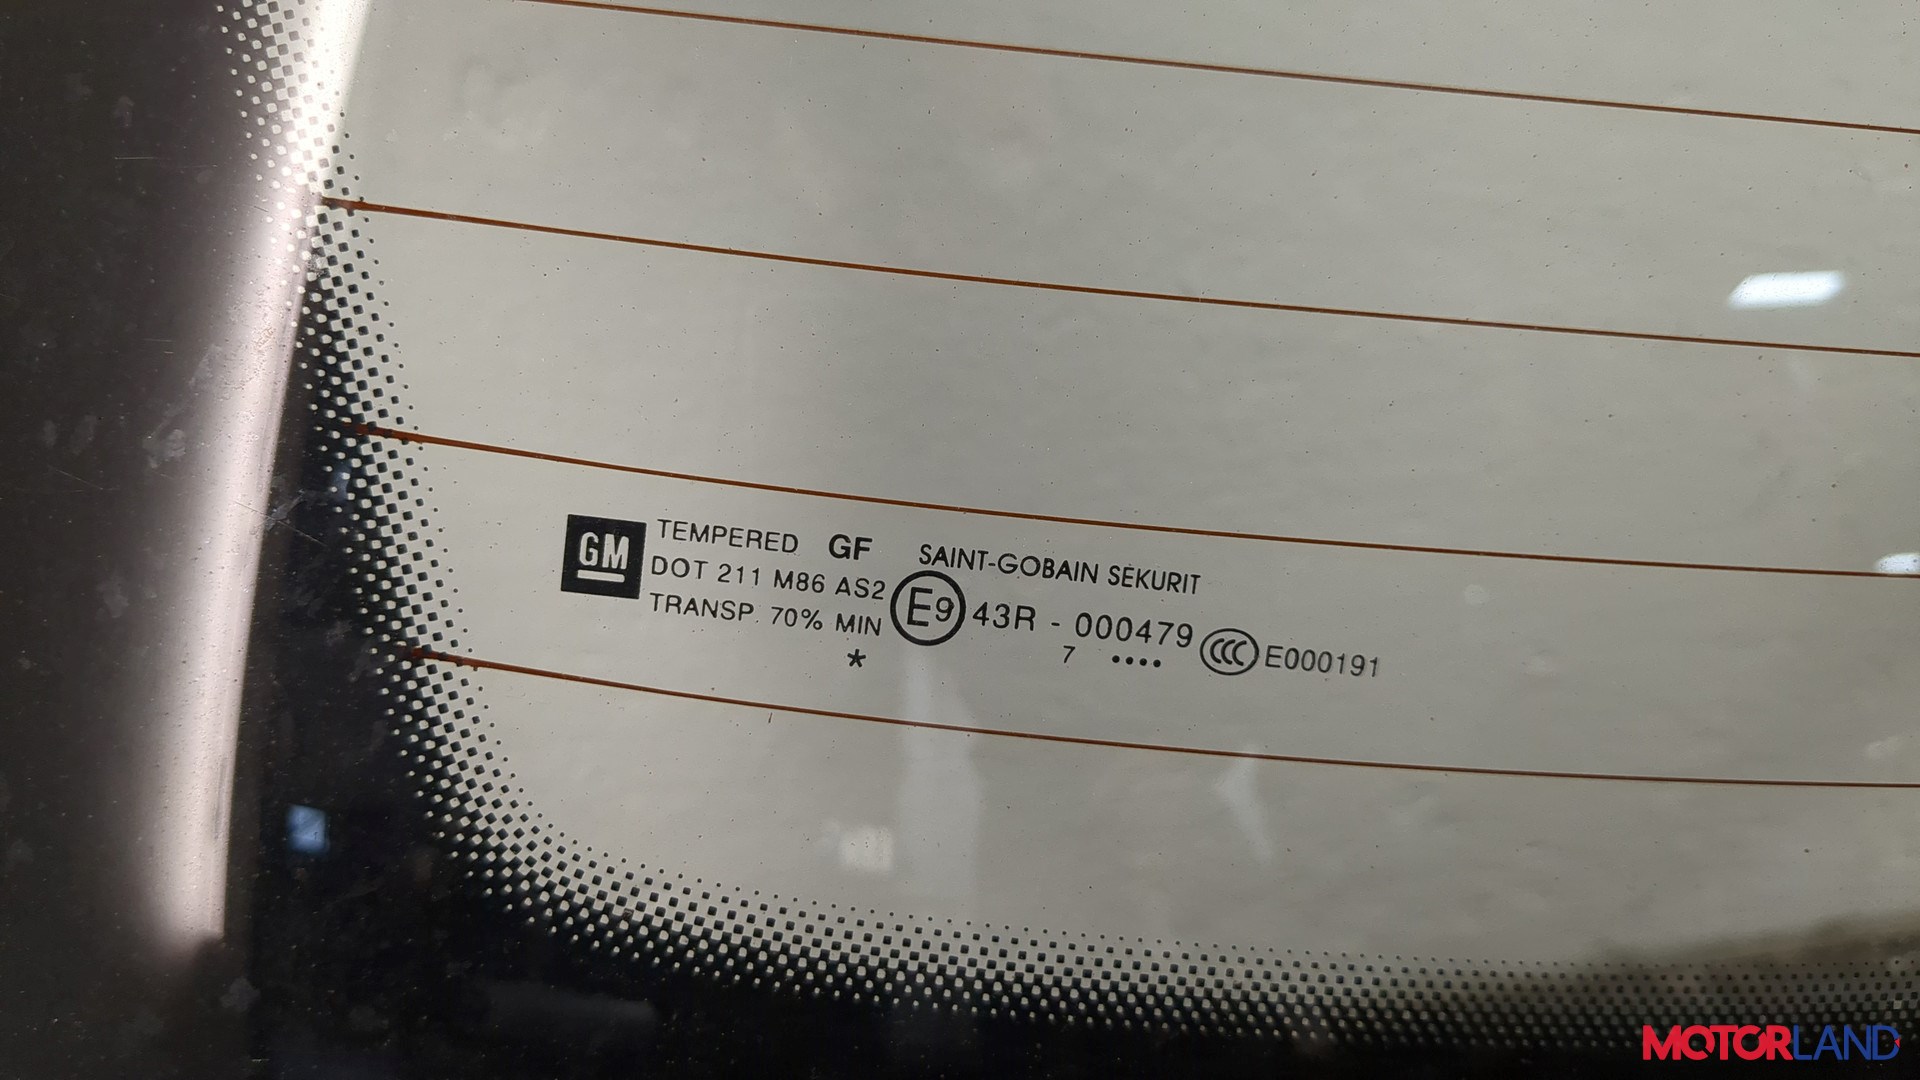 GM
TEMPERED GF SAINT-GOBAIN SEKURIT
DOT 211 M86 AS2 E9 43R - 000479 CCC E000191
TRANSP. 70% MIN
* 7 ....
MOTORLAND